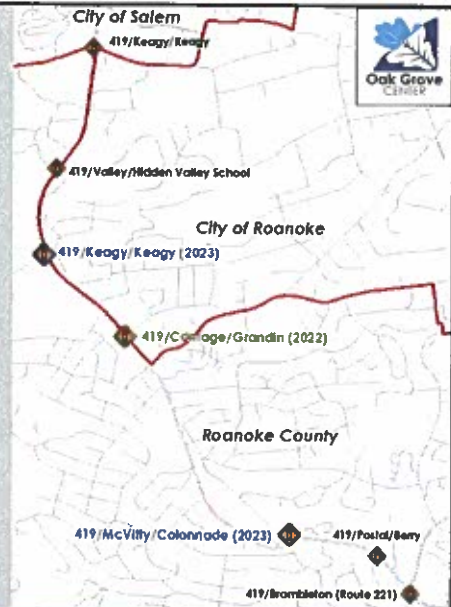 City of Salem
419/Keagy/Keagy
Oak Grove
CENTER
419/Valley/Hidden Valley School
City of Roanoke
419/Keagy/Keagy (2023)
419/Carriage/Grandin (2022)
Roanoke County
419/McVitty/Colonnade (2023)
419/Postal/Berry
419/Brambleton (Route 221)